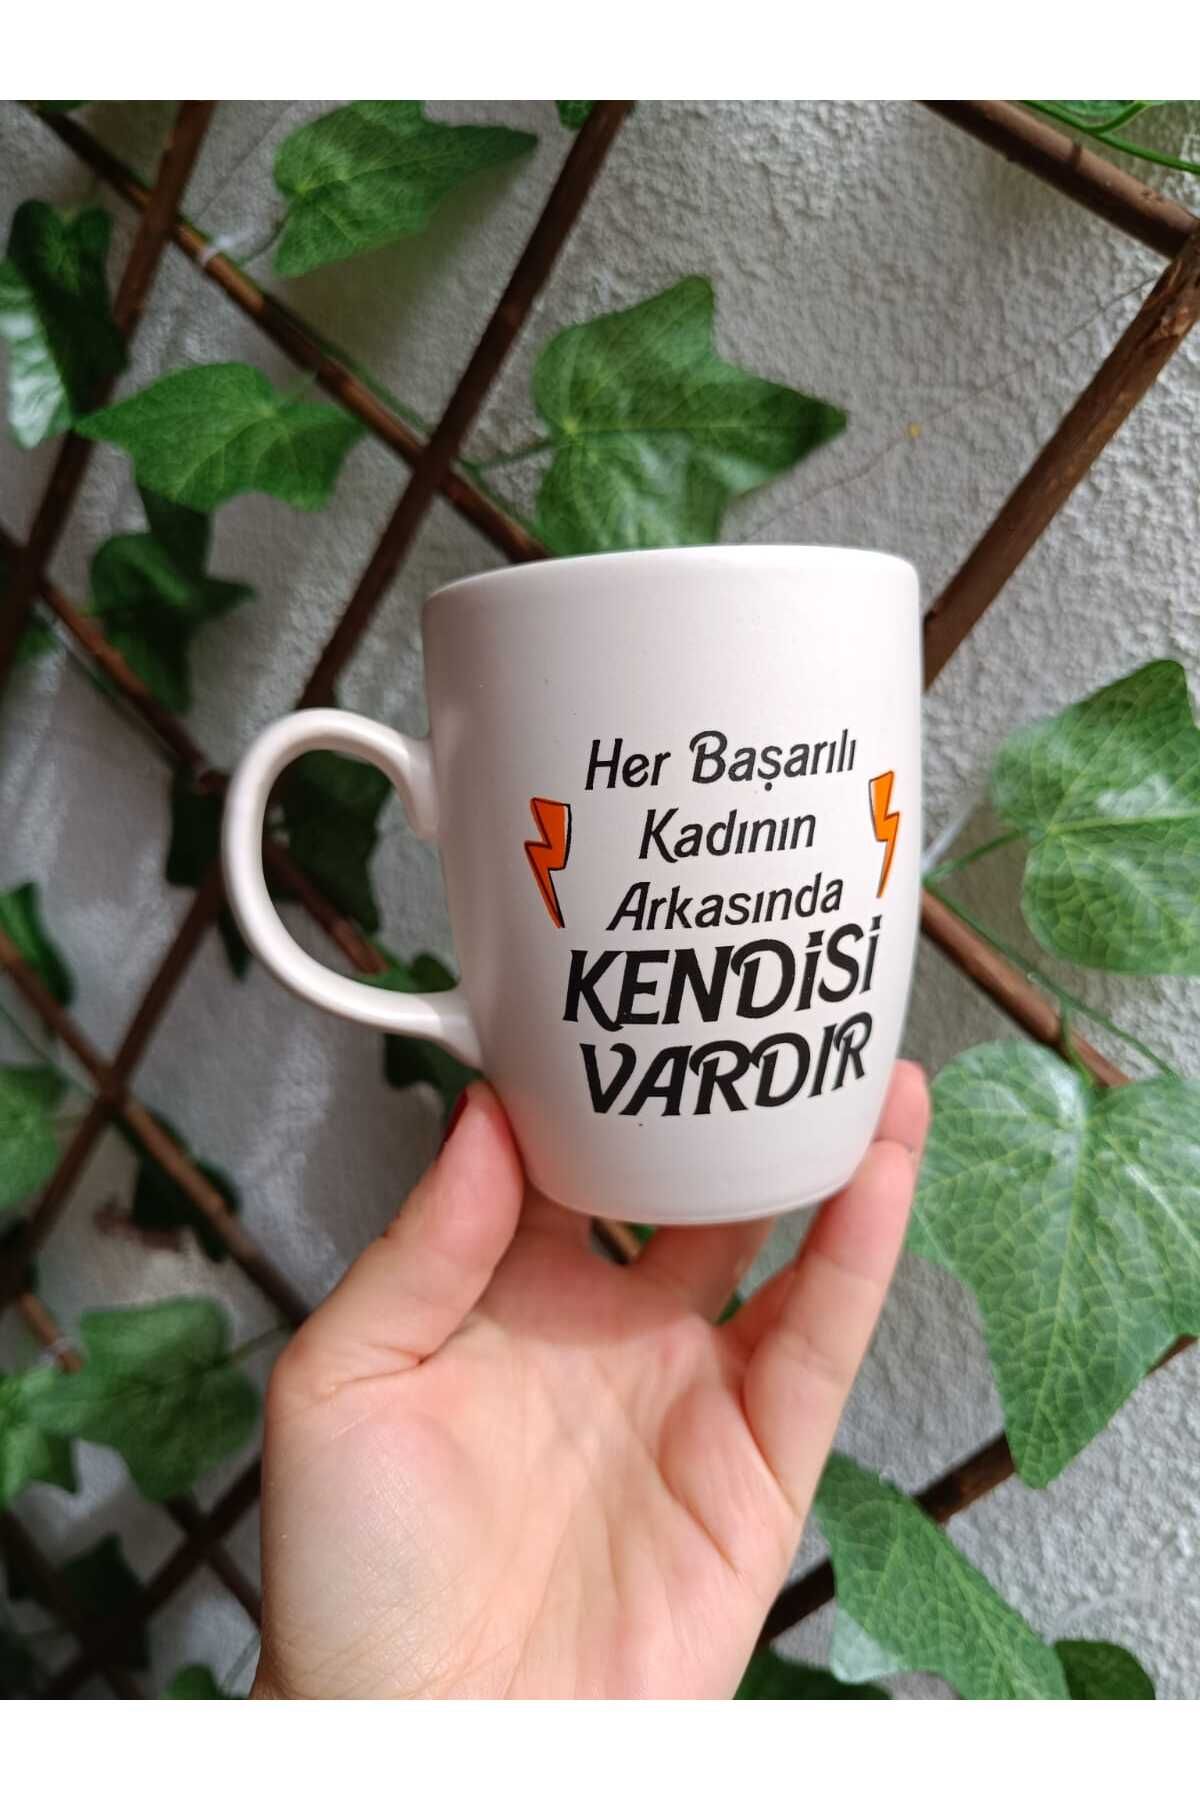 Her Başarılı
Kadının
Arkasında
KENDİSİ
VARDIR